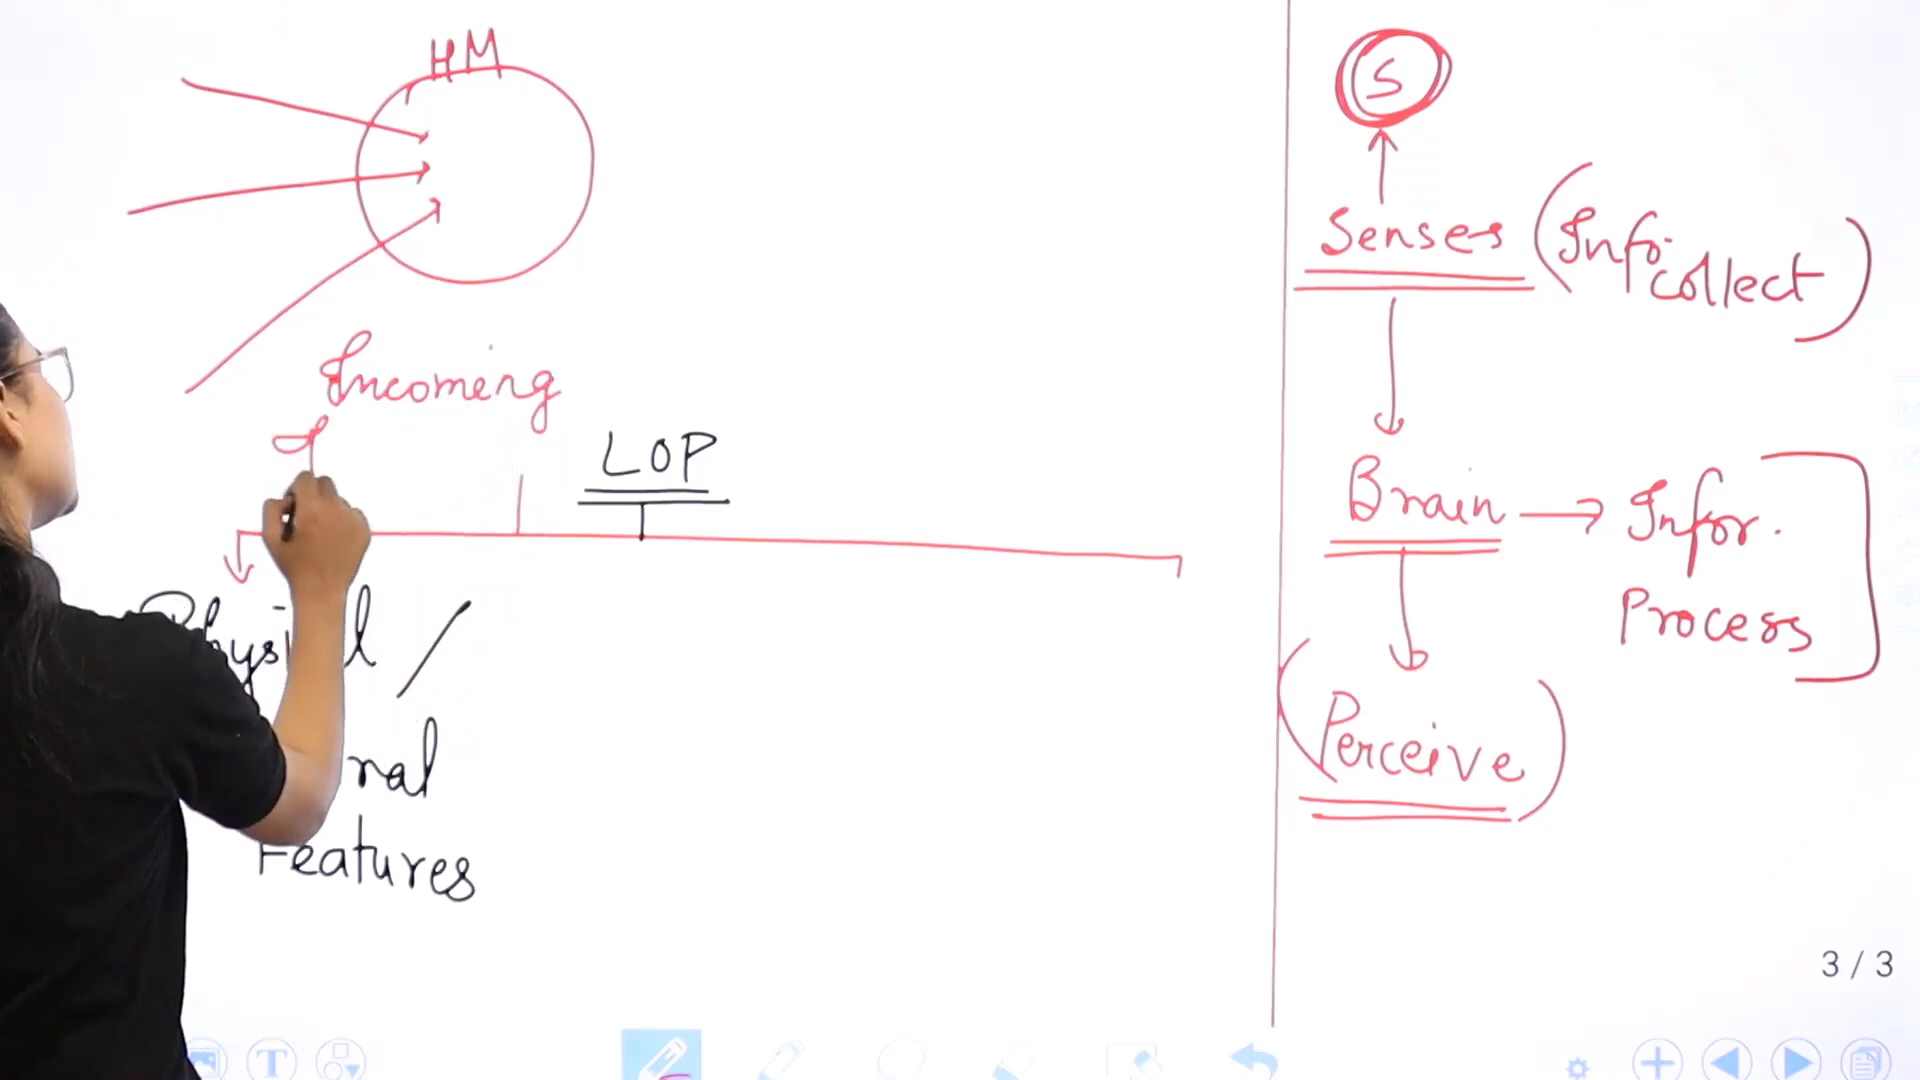 HM
Incoming
LOP
Features
S
Senses (Info. collect)
Brain → Infor.
Process
(Perceive)
3 / 3
T